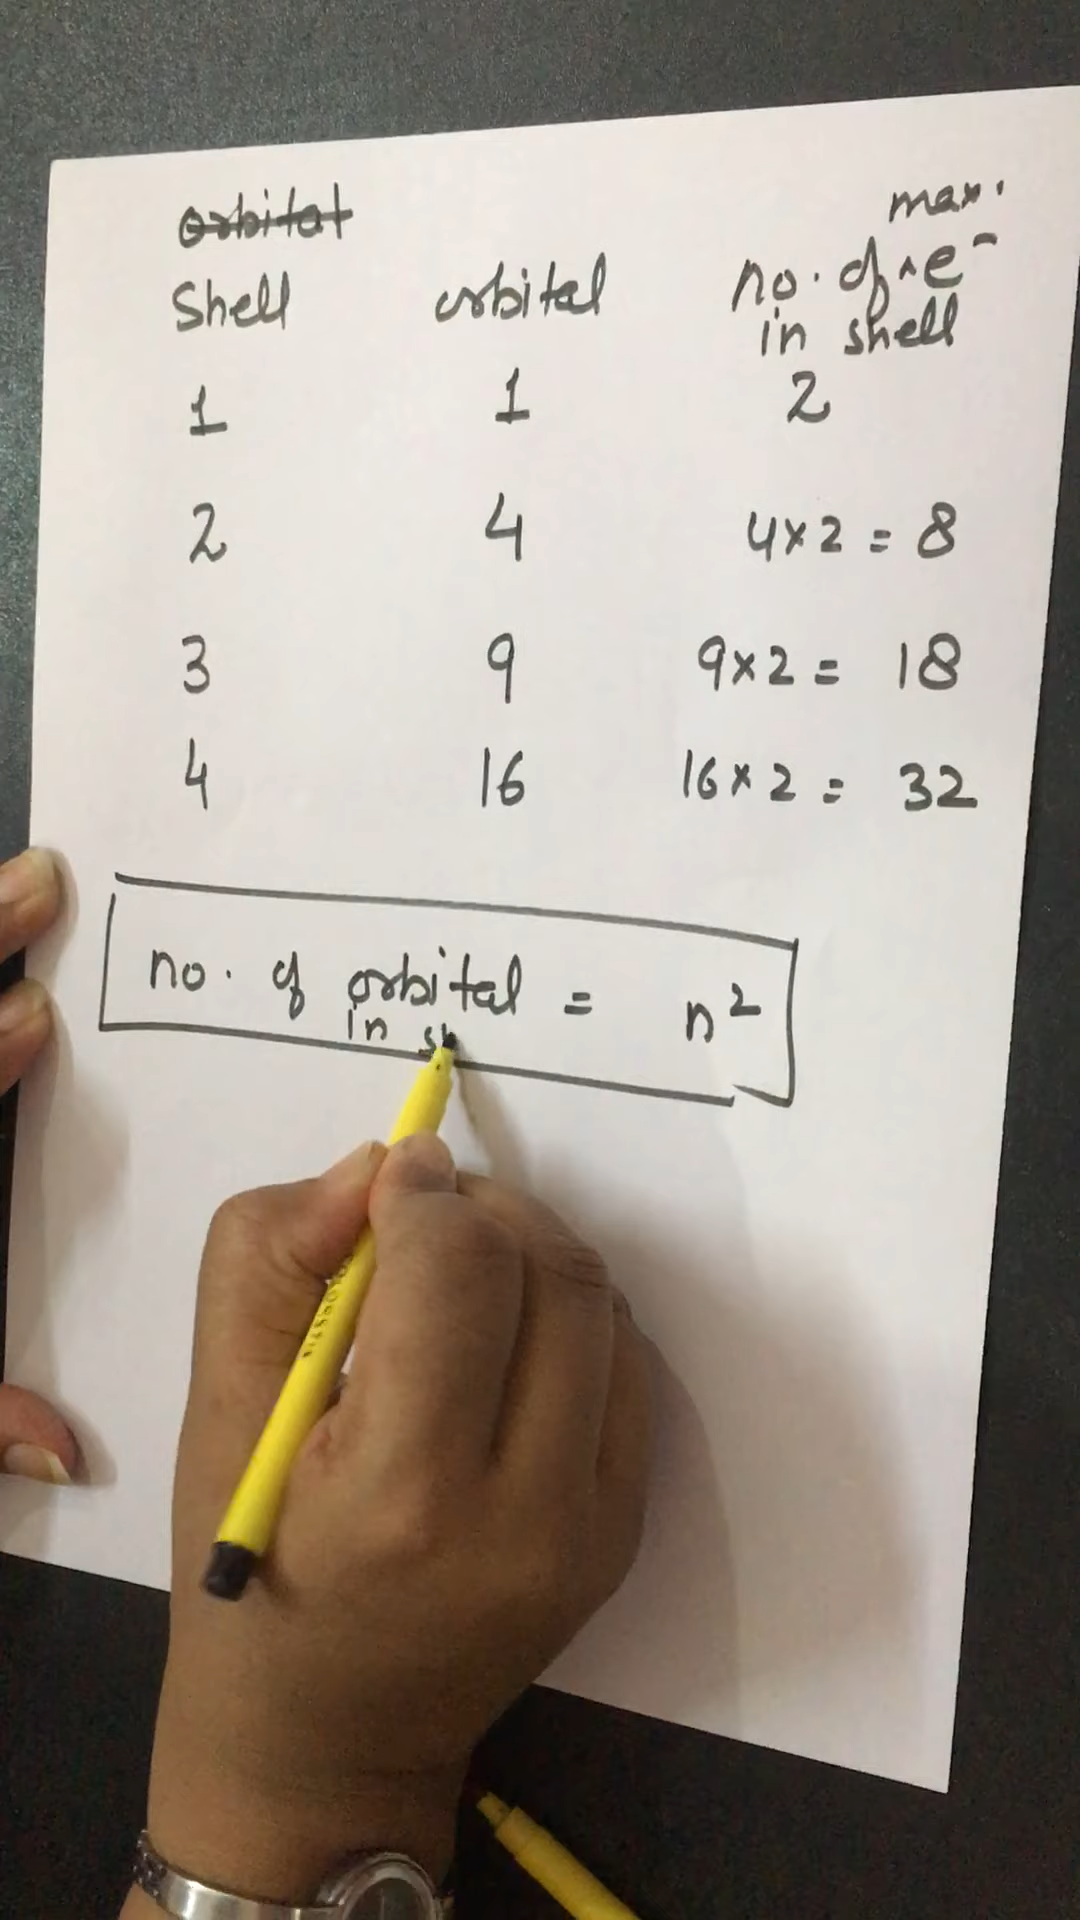 orbital
max.
Shell orbital no. of ^ e⁻
in shell
1 1 2
2 4 4×2 = 8
3 9 9×2 = 18
4 16 16×2 = 32
no. of orbital = n²
in sh